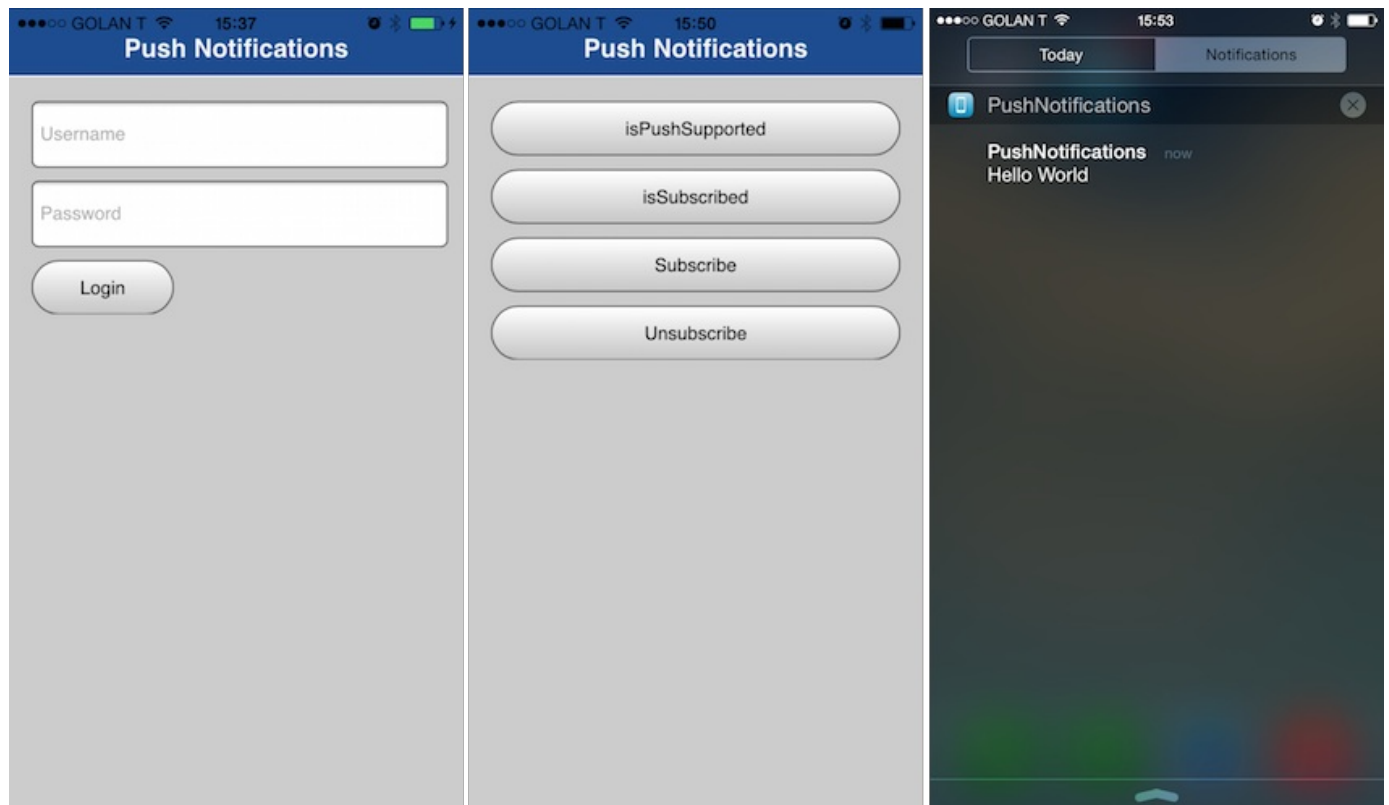 GOLAN T 15:37
Push Notifications
Username
Password
Login
GOLAN T 15:50
Push Notifications
isPushSupported
isSubscribed
Subscribe
Unsubscribe
GOLAN T 15:53
Today Notifications
PushNotifications
PushNotifications now
Hello World